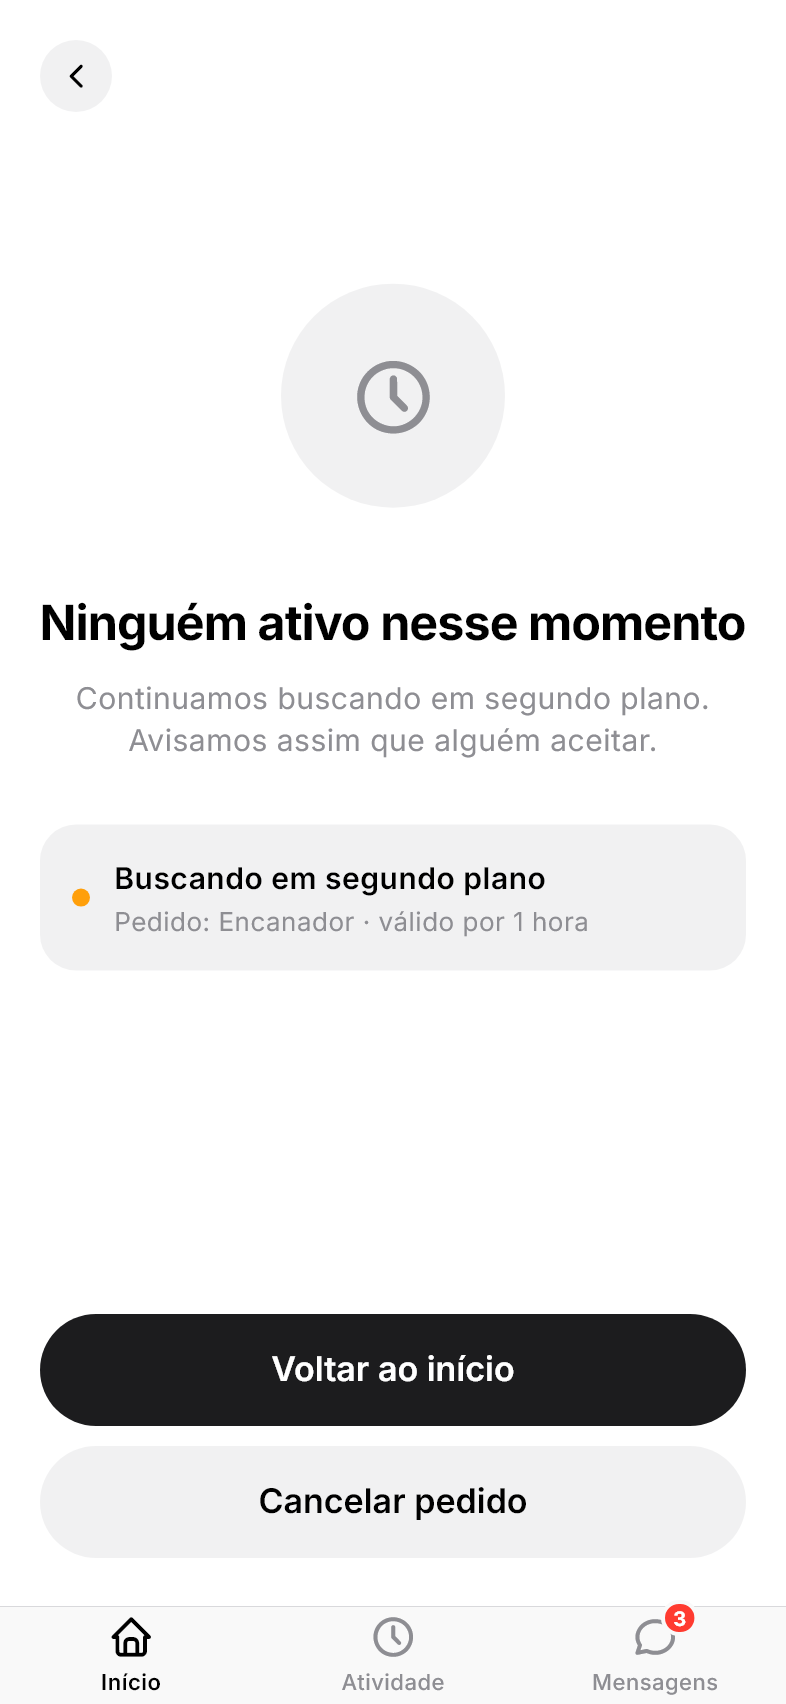 Ninguém ativo nesse momento
Continuamos buscando em segundo plano.
Avisamos assim que alguém aceitar.
Buscando em segundo plano
Pedido: Encanador · válido por 1 hora
Voltar ao início
Cancelar pedido
3
Início
Atividade
Mensagens